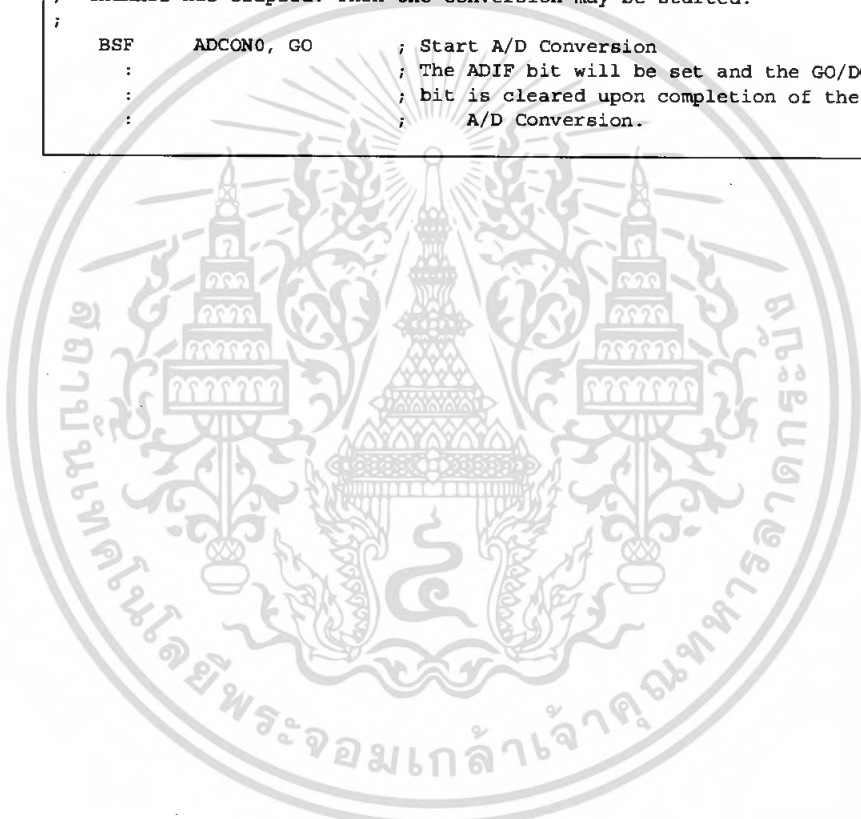 ;
BSF ADCON0, GO ; Start A/D Conversion
: ; The ADIF bit will be set and the GO/D
: ; bit is cleared upon completion of the
: ; A/D Conversion.
สถาบันเทคโนโลยีพระจอมเกล้าเจ้าคุณทหารลาดกระบัง